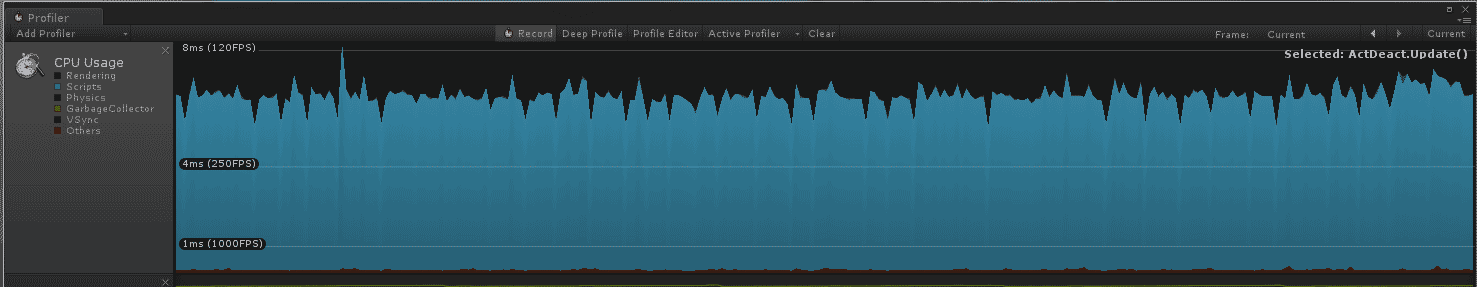 Profiler
Add Profiler Record Deep Profile Profile Editor Active Profiler Clear Frame: Current Current
CPU Usage
Rendering
Scripts
Physics
GarbageCollector
VSync
Others
8ms (120FPS)
Selected: ActDeact.Update()
4ms (250FPS)
1ms (1000FPS)